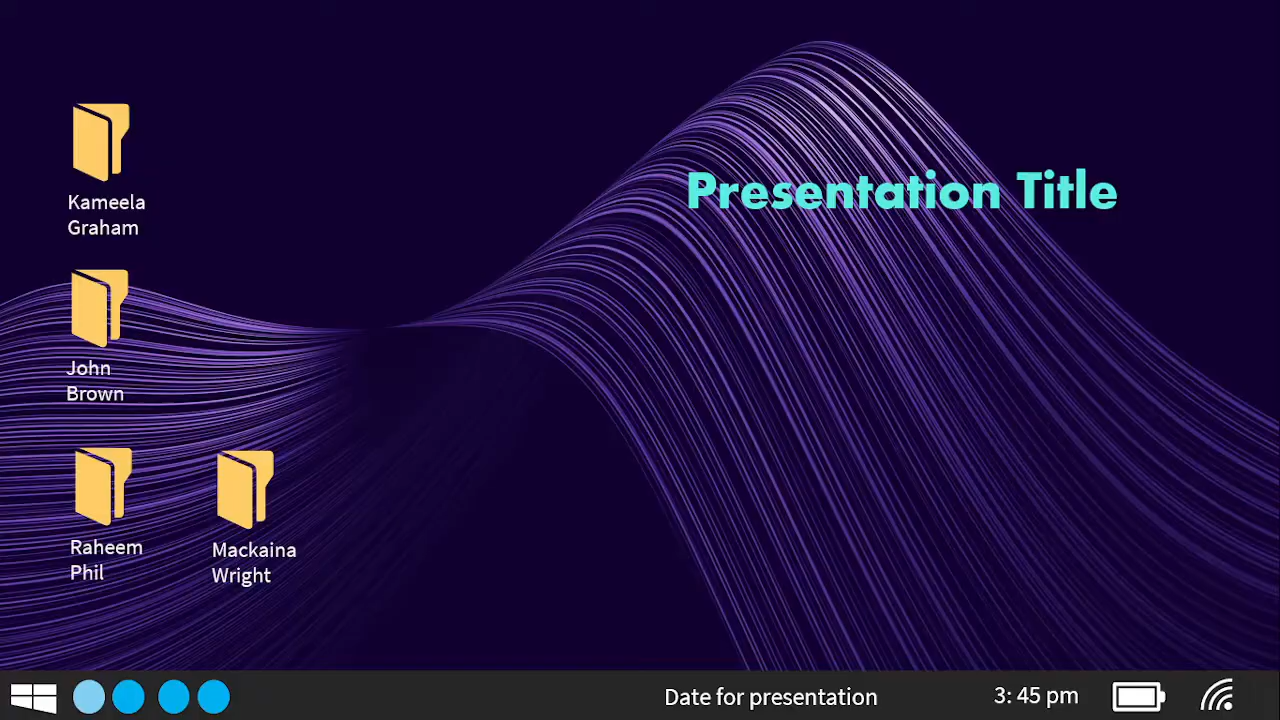 Presentation Title
Kameela
Graham
John
Brown
Raheem
Phil
Mackaina
Wright
Date for presentation
3: 45 pm